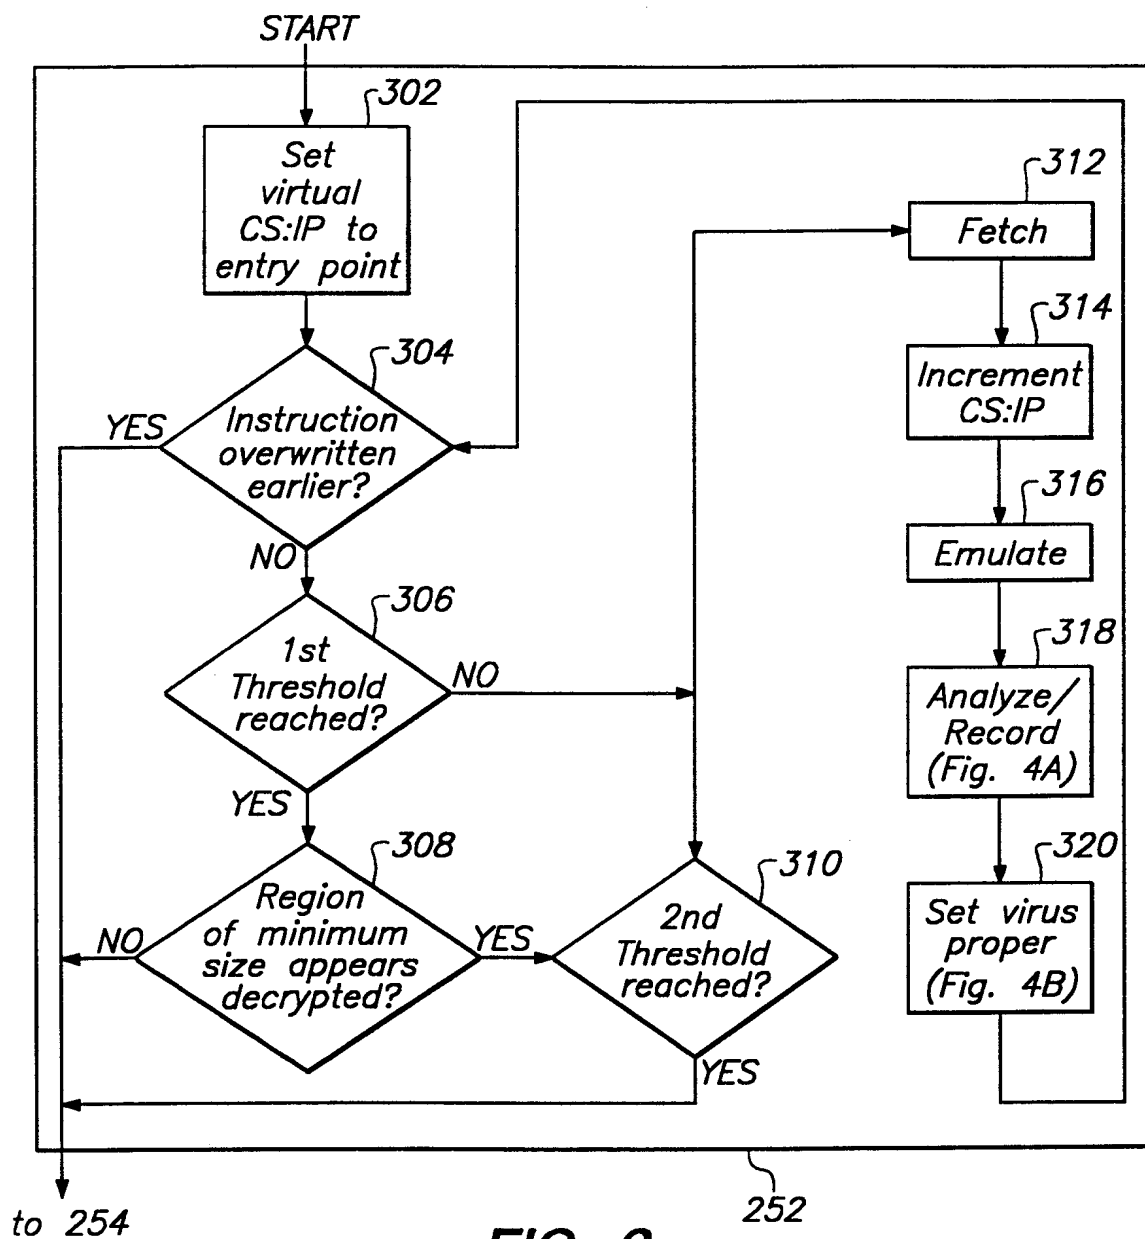 START
302
Set
virtual
CS:IP to
entry point
304
YES
Instruction
overwritten
earlier?
NO
306
1st
Threshold
reached?
NO
YES
308
Region
of minimum
size appears
decrypted?
NO
YES
310
2nd
Threshold
reached?
YES
312
Fetch
314
Increment
CS:IP
316
Emulate
318
Analyze/
Record
(Fig. 4A)
320
Set virus
proper
(Fig. 4B)
252
to 254